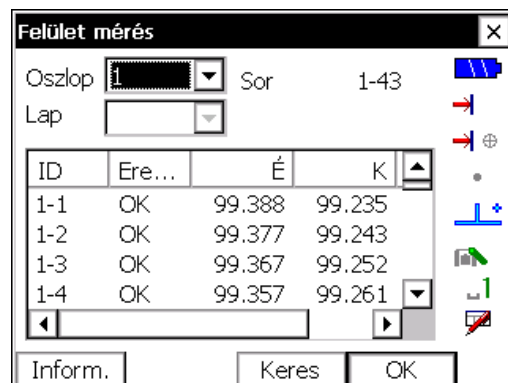 Felület mérés
Oszlop 1 Sor 1-43
Lap
ID Ere... É K
1-1 OK 99.388 99.235
1-2 OK 99.377 99.243
1-3 OK 99.367 99.252
1-4 OK 99.357 99.261
1
Inform. Keres OK